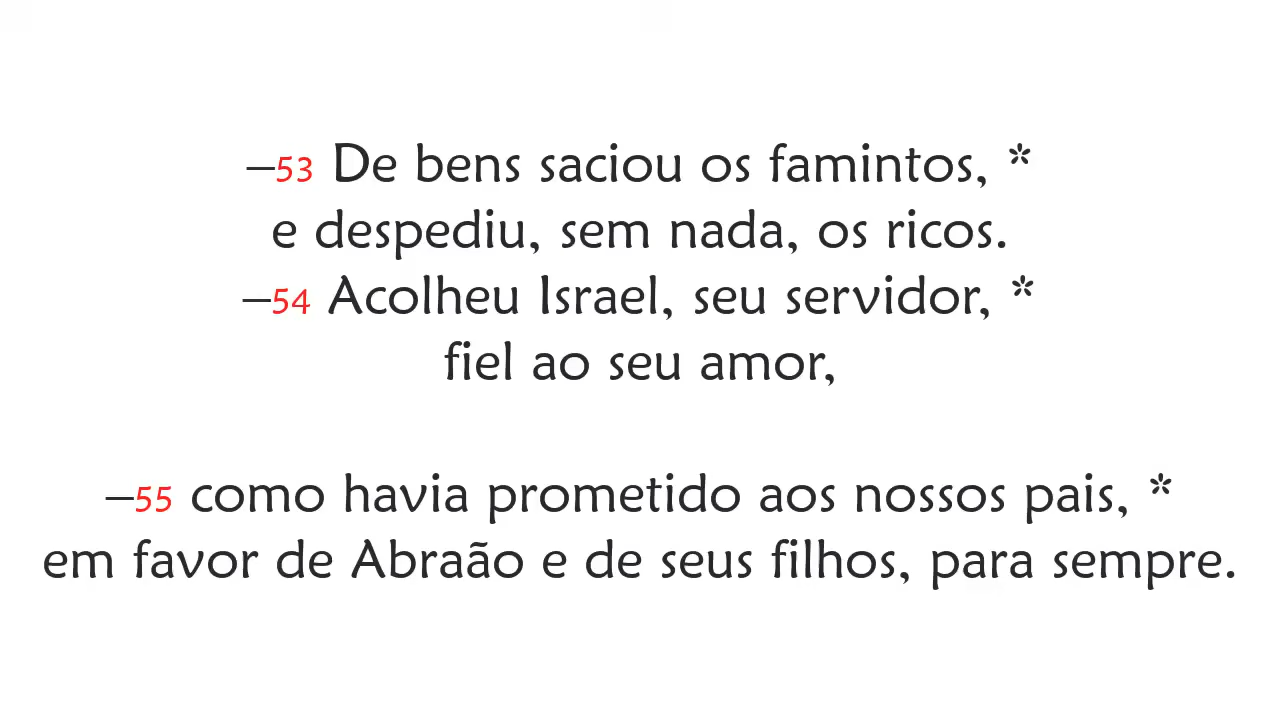 –53 De bens saciou os famintos, *
e despediu, sem nada, os ricos.
–54 Acolheu Israel, seu servidor, *
fiel ao seu amor,
–55 como havia prometido aos nossos pais, *
em favor de Abraão e de seus filhos, para sempre.